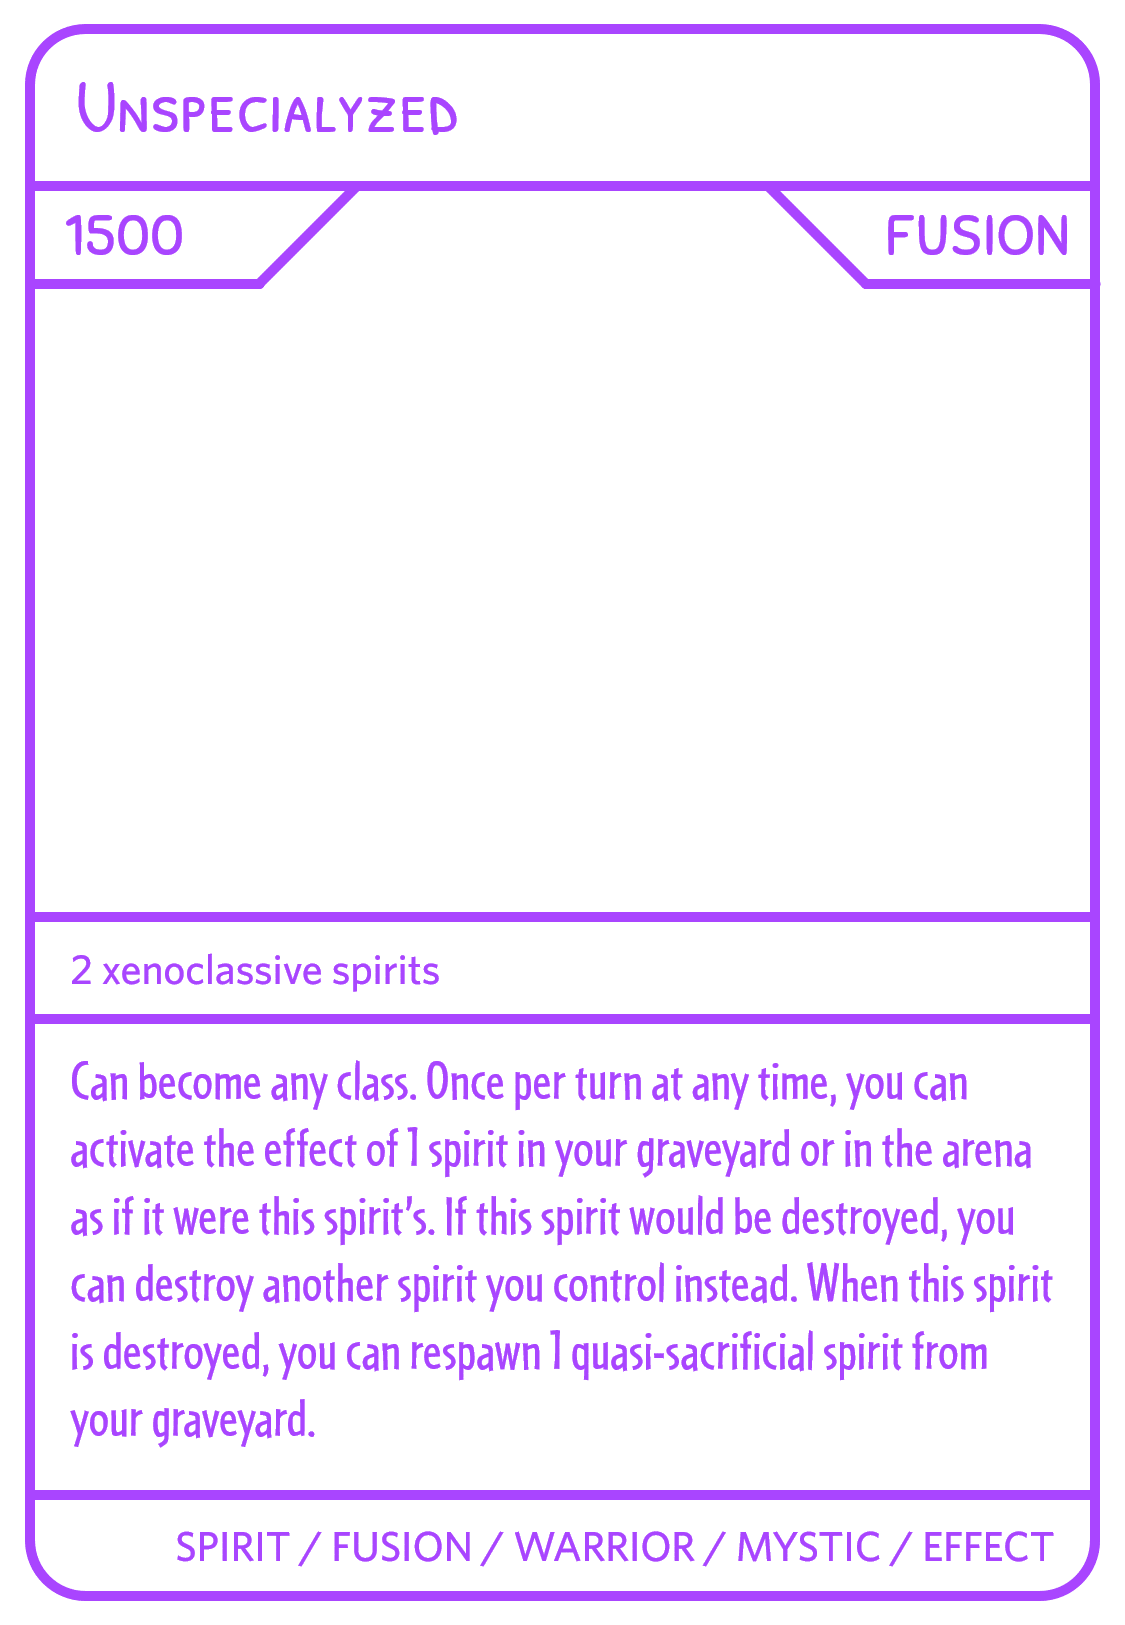 Unspecialyzed
1500
FUSION
2 xenoclassive spirits
Can become any class. Once per turn at any time, you can
activate the effect of 1 spirit in your graveyard or in the arena
as if it were this spirit’s. If this spirit would be destroyed, you
can destroy another spirit you control instead. When this spirit
is destroyed, you can respawn 1 quasi-sacrificial spirit from
your graveyard.
SPIRIT / FUSION / WARRIOR / MYSTIC / EFFECT